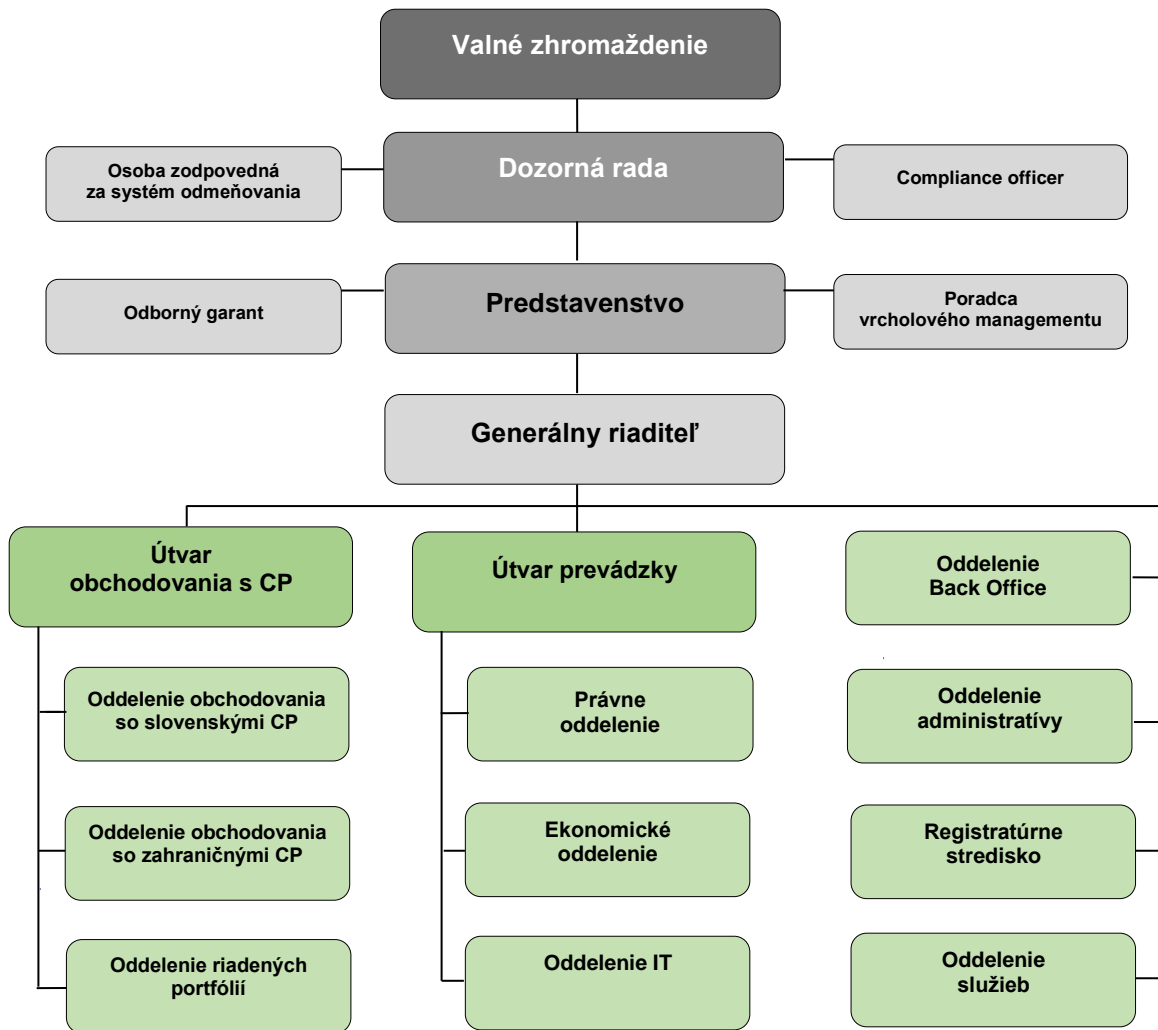 Valné zhromaždenie
Osoba zodpovedná
za systém odmeňovania
Dozorná rada
Compliance officer
Odborný garant
Predstavenstvo
Poradca
vrcholového managementu
Generálny riaditeľ
Útvar
obchodovania s CP
Útvar prevádzky
Oddelenie
Back Office
Oddelenie obchodovania
so slovenskými CP
Právne
oddelenie
Oddelenie
administratívy
Oddelenie obchodovania
so zahraničnými CP
Ekonomické
oddelenie
Registratúrne
stredisko
Oddelenie riadených
portfólií
Oddelenie IT
Oddelenie
služieb